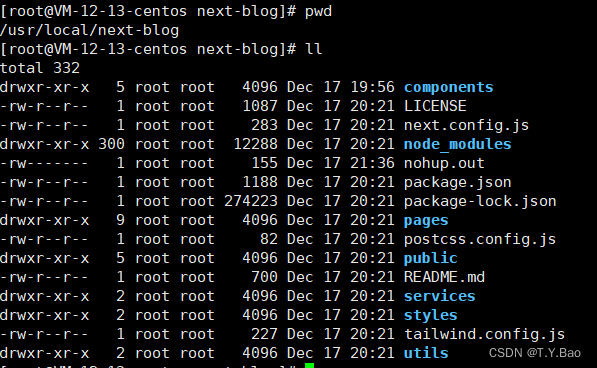 [root@VM-12-13-centos next-blog]# pwd
/usr/local/next-blog
[root@VM-12-13-centos next-blog]# ll
total 332
drwxr-xr-x   5 root root   4096 Dec 17 19:56 components
-rw-r--r--   1 root root   1087 Dec 17 20:21 LICENSE
-rw-r--r--   1 root root    283 Dec 17 20:21 next.config.js
drwxr-xr-x 300 root root  12288 Dec 17 20:21 node_modules
-rw-------   1 root root    155 Dec 17 21:36 nohup.out
-rw-r--r--   1 root root   1188 Dec 17 20:21 package.json
-rw-r--r--   1 root root 274223 Dec 17 20:21 package-lock.json
drwxr-xr-x   9 root root   4096 Dec 17 20:21 pages
-rw-r--r--   1 root root     82 Dec 17 20:21 postcss.config.js
drwxr-xr-x   5 root root   4096 Dec 17 20:21 public
-rw-r--r--   1 root root    700 Dec 17 20:21 README.md
drwxr-xr-x   2 root root   4096 Dec 17 20:21 services
drwxr-xr-x   2 root root   4096 Dec 17 20:21 styles
-rw-r--r--   1 root root    227 Dec 17 20:21 tailwind.config.js
drwxr-xr-x   2 root root   4096 Dec 17 20:21 utils
CSDN @T.Y.Bao